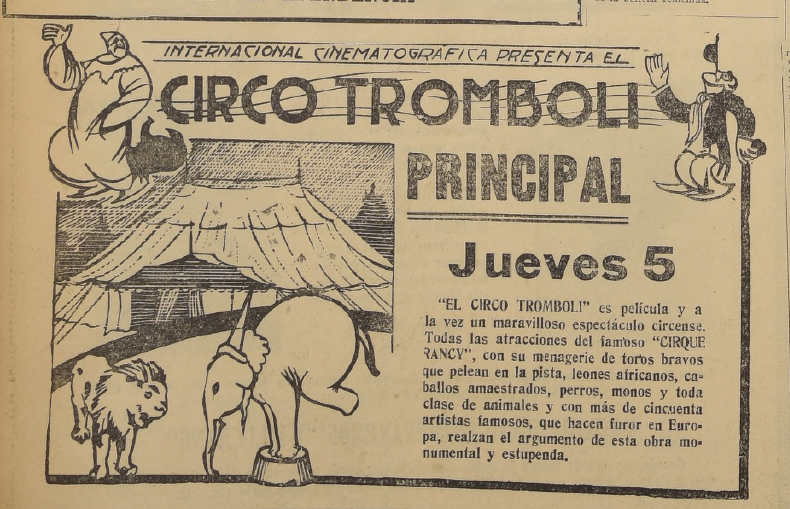 INTERNACIONAL CINEMATOGRAFICA PRESENTA EL
CIRCO TROMBOLI
PRINCIPAL
Jueves 5
"EL CIRCO TROMBOLI" es película y a
la vez un maravilloso espectáculo circense.
Todas las atracciones del famoso "CIRQUE
RANCY", con su menagerie de toros bravos
que pelean en la pista, leones africanos, ca-
ballos amaestrados, perros, monos y toda
clase de animales y con más de cincuenta
artistas famosos, que hacen furor en Euro-
pa, realzan el argumento de esta obra mo-
numental y estupenda.